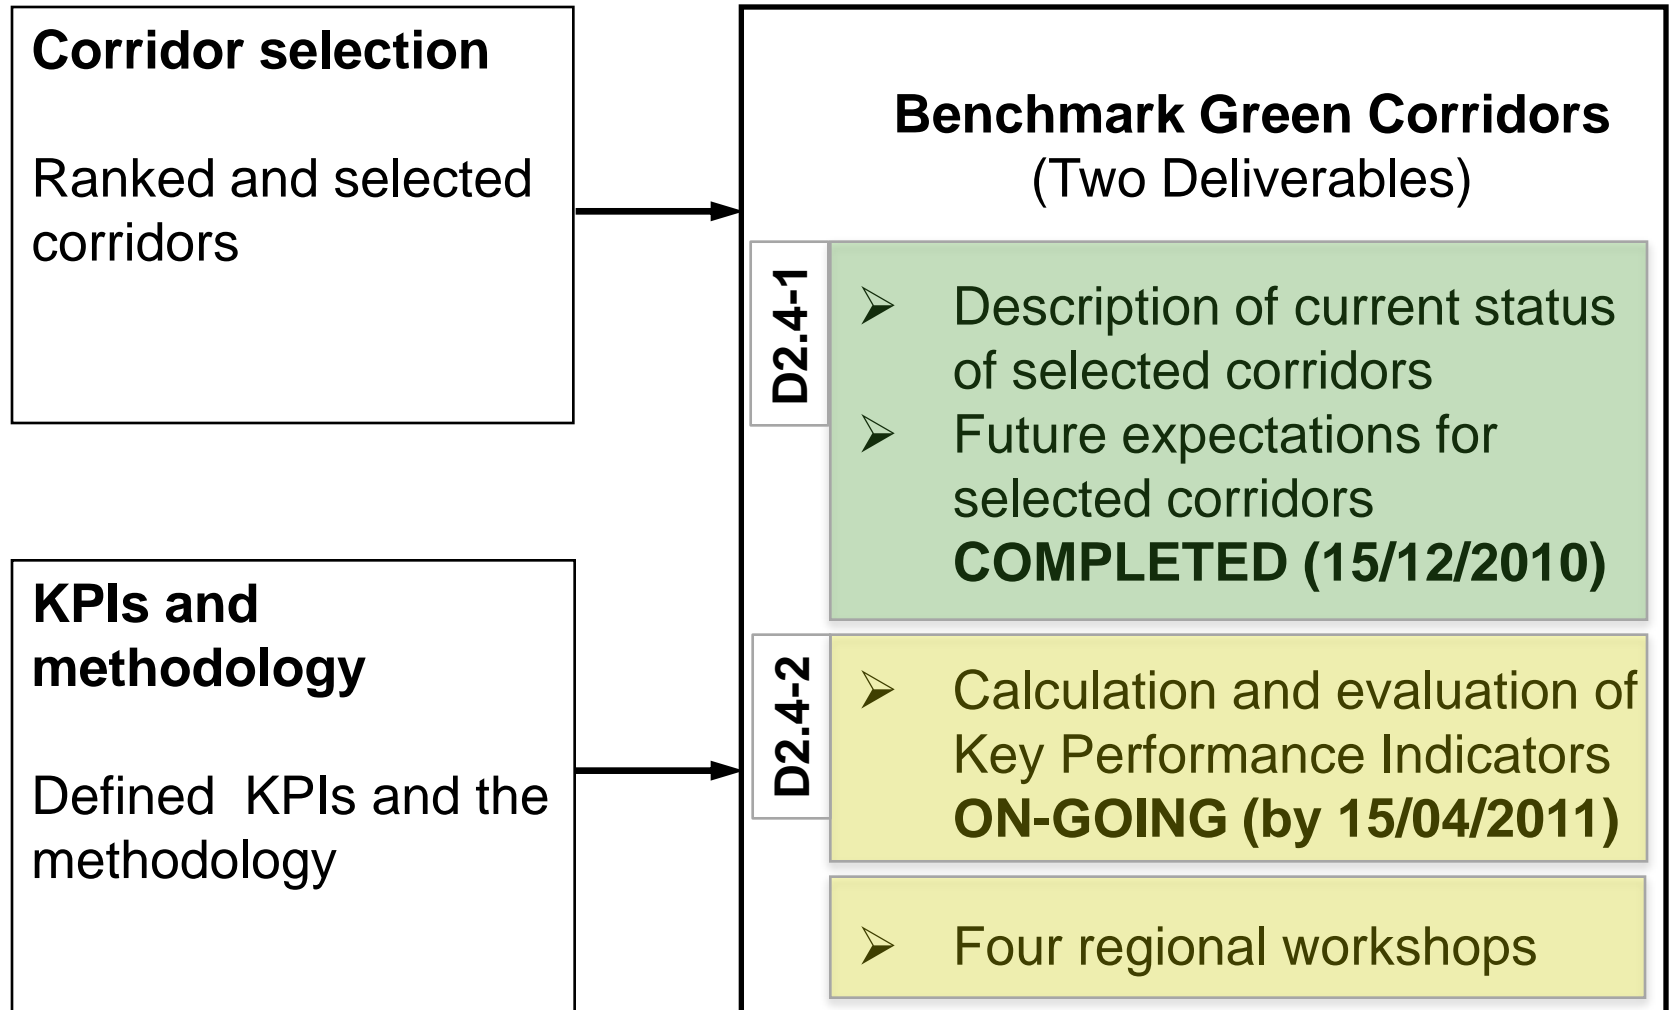 Corridor selection
Ranked and selected
corridors
KPIs and
methodology
Defined  KPIs and the
methodology
Benchmark Green Corridors
(Two Deliverables)
D2.4-1
➢ Description of current status
of selected corridors
➢ Future expectations for
selected corridors
COMPLETED (15/12/2010)
D2.4-2
➢ Calculation and evaluation of
Key Performance Indicators
ON-GOING (by 15/04/2011)
➢ Four regional workshops